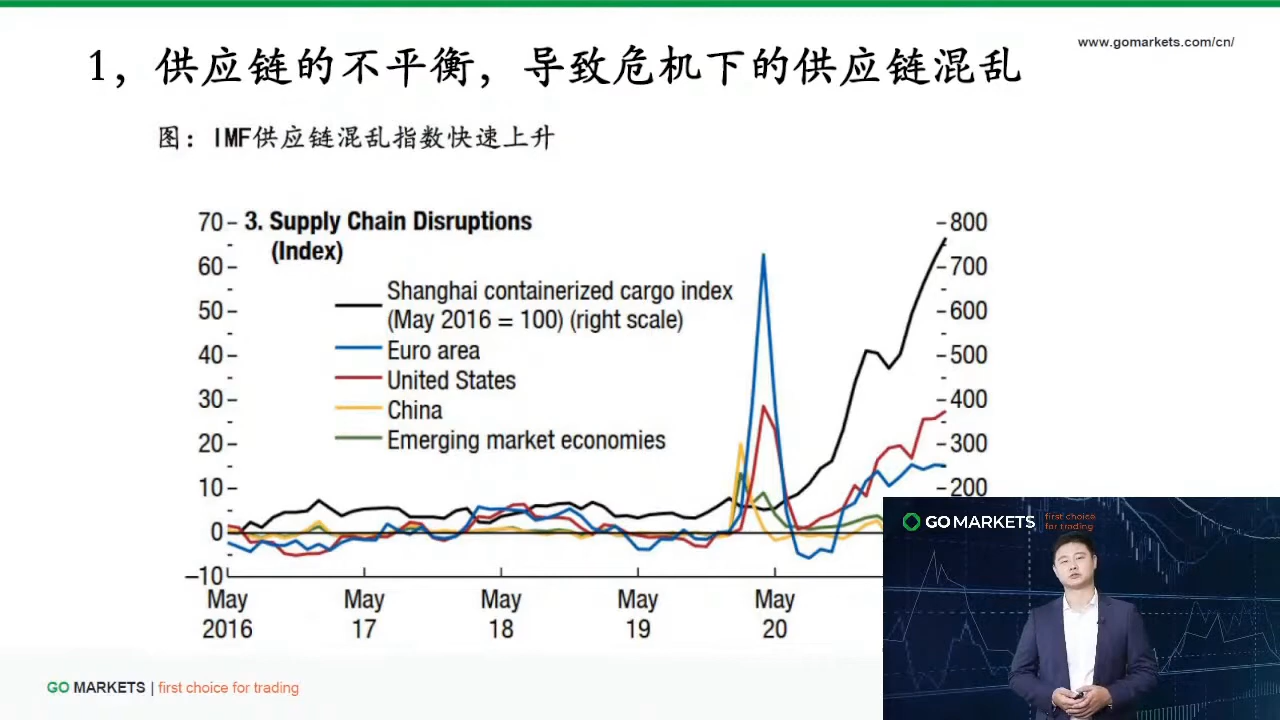 www.gomarkets.com/cn/
1，供应链的不平衡，导致危机下的供应链混乱
图：IMF供应链混乱指数快速上升
3. Supply Chain Disruptions
(Index)
Shanghai containerized cargo index
(May 2016 = 100) (right scale)
Euro area
United States
China
Emerging market economies
70
60
50
40
30
20
10
0
–10
800
700
600
500
400
300
200
May
2016
May
17
May
18
May
19
May
20
GO MARKETS first choice
for trading
GO MARKETS | first choice for trading